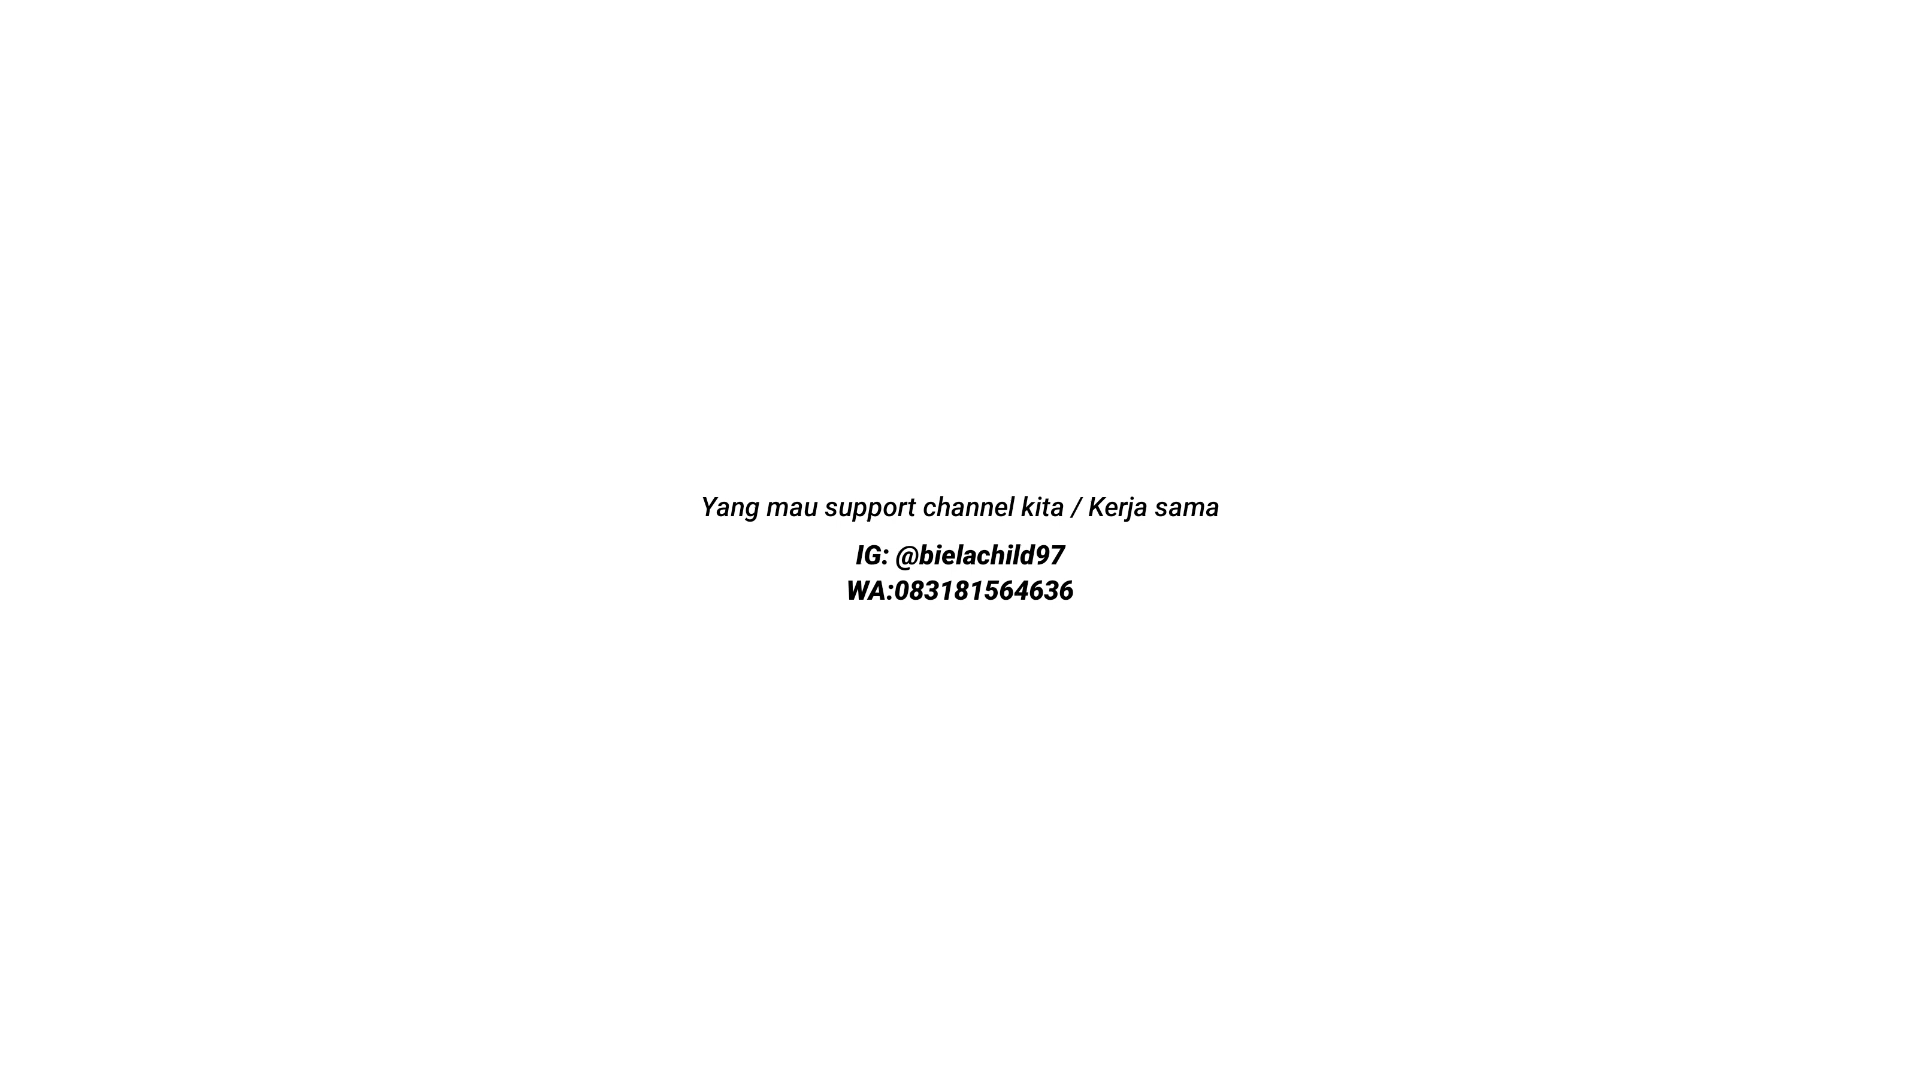 Yang mau support channel kita / Kerja sama
IG: @bielachild97
WA:083181564636